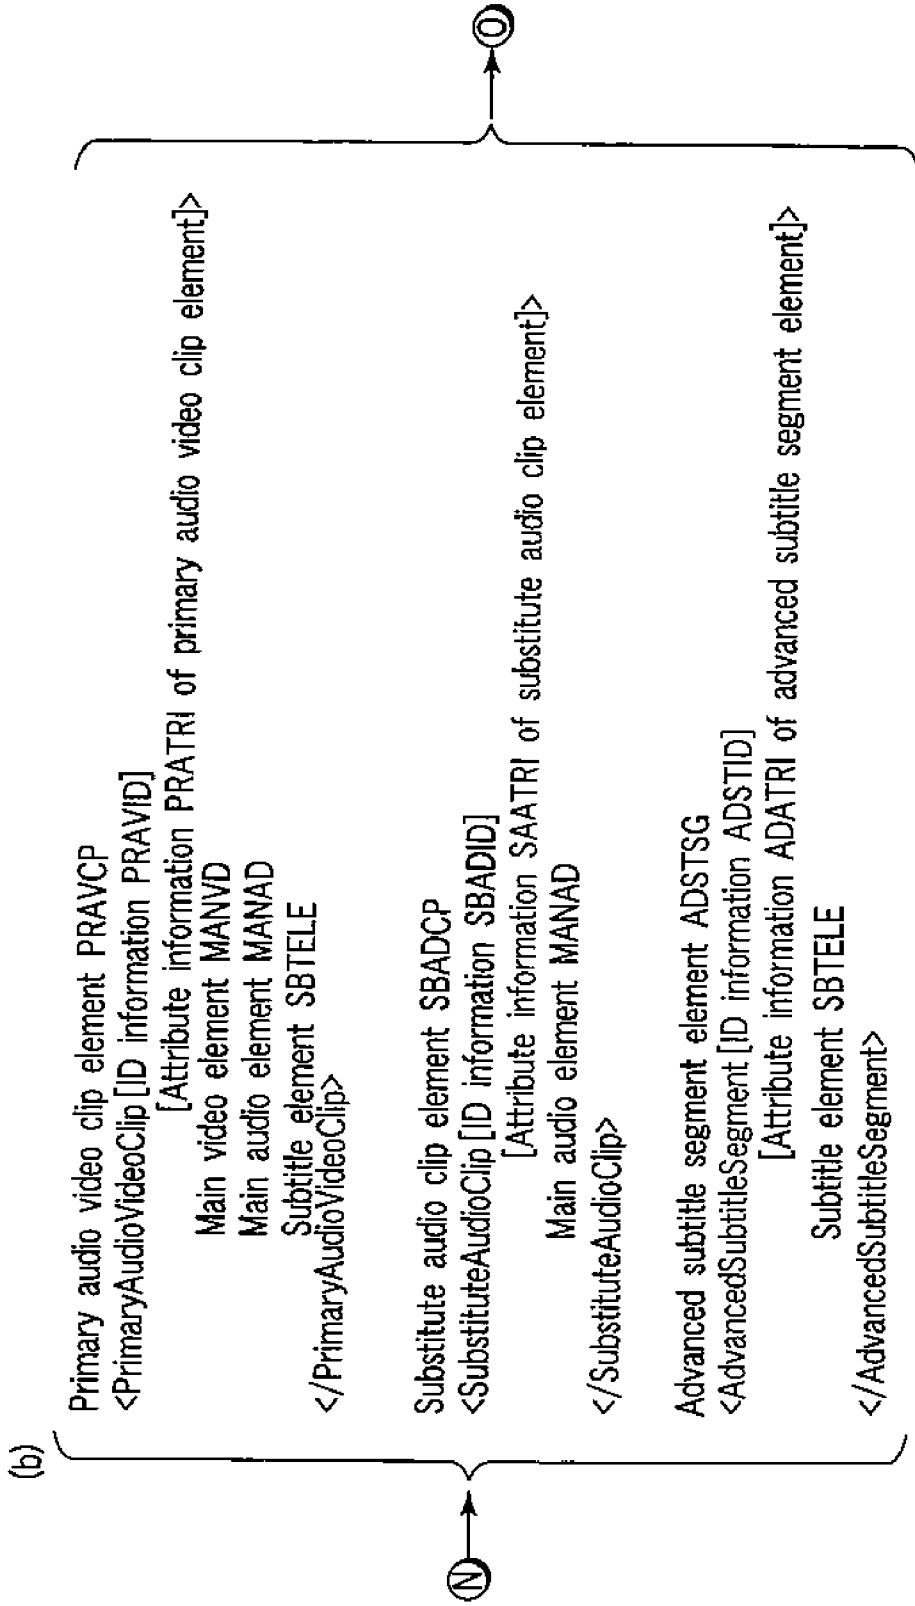 (b)
N
Primary audio video clip element PRAVCP
<PrimaryAudioVideoClip [ID information PRAVID]
[Attribute information PRATRI of primary audio video clip element]>
Main video element MANVD
Main audio element MANAD
Subtitle element SBTELE
</PrimaryAudioVideoClip>
Substitute audio clip element SBADCP
<SubstituteAudioClip [ID information SBADID]
[Attribute information SAATRI of substitute audio clip element]>
Main audio element MANAD
</SubstituteAudioClip>
Advanced subtitle segment element ADSTSG
<AdvancedSubtitleSegment [ID information ADSTID]
[Attribute information ADATRI of advanced subtitle segment element]>
Subtitle element SBTELE
</AdvancedSubtitleSegment>
O